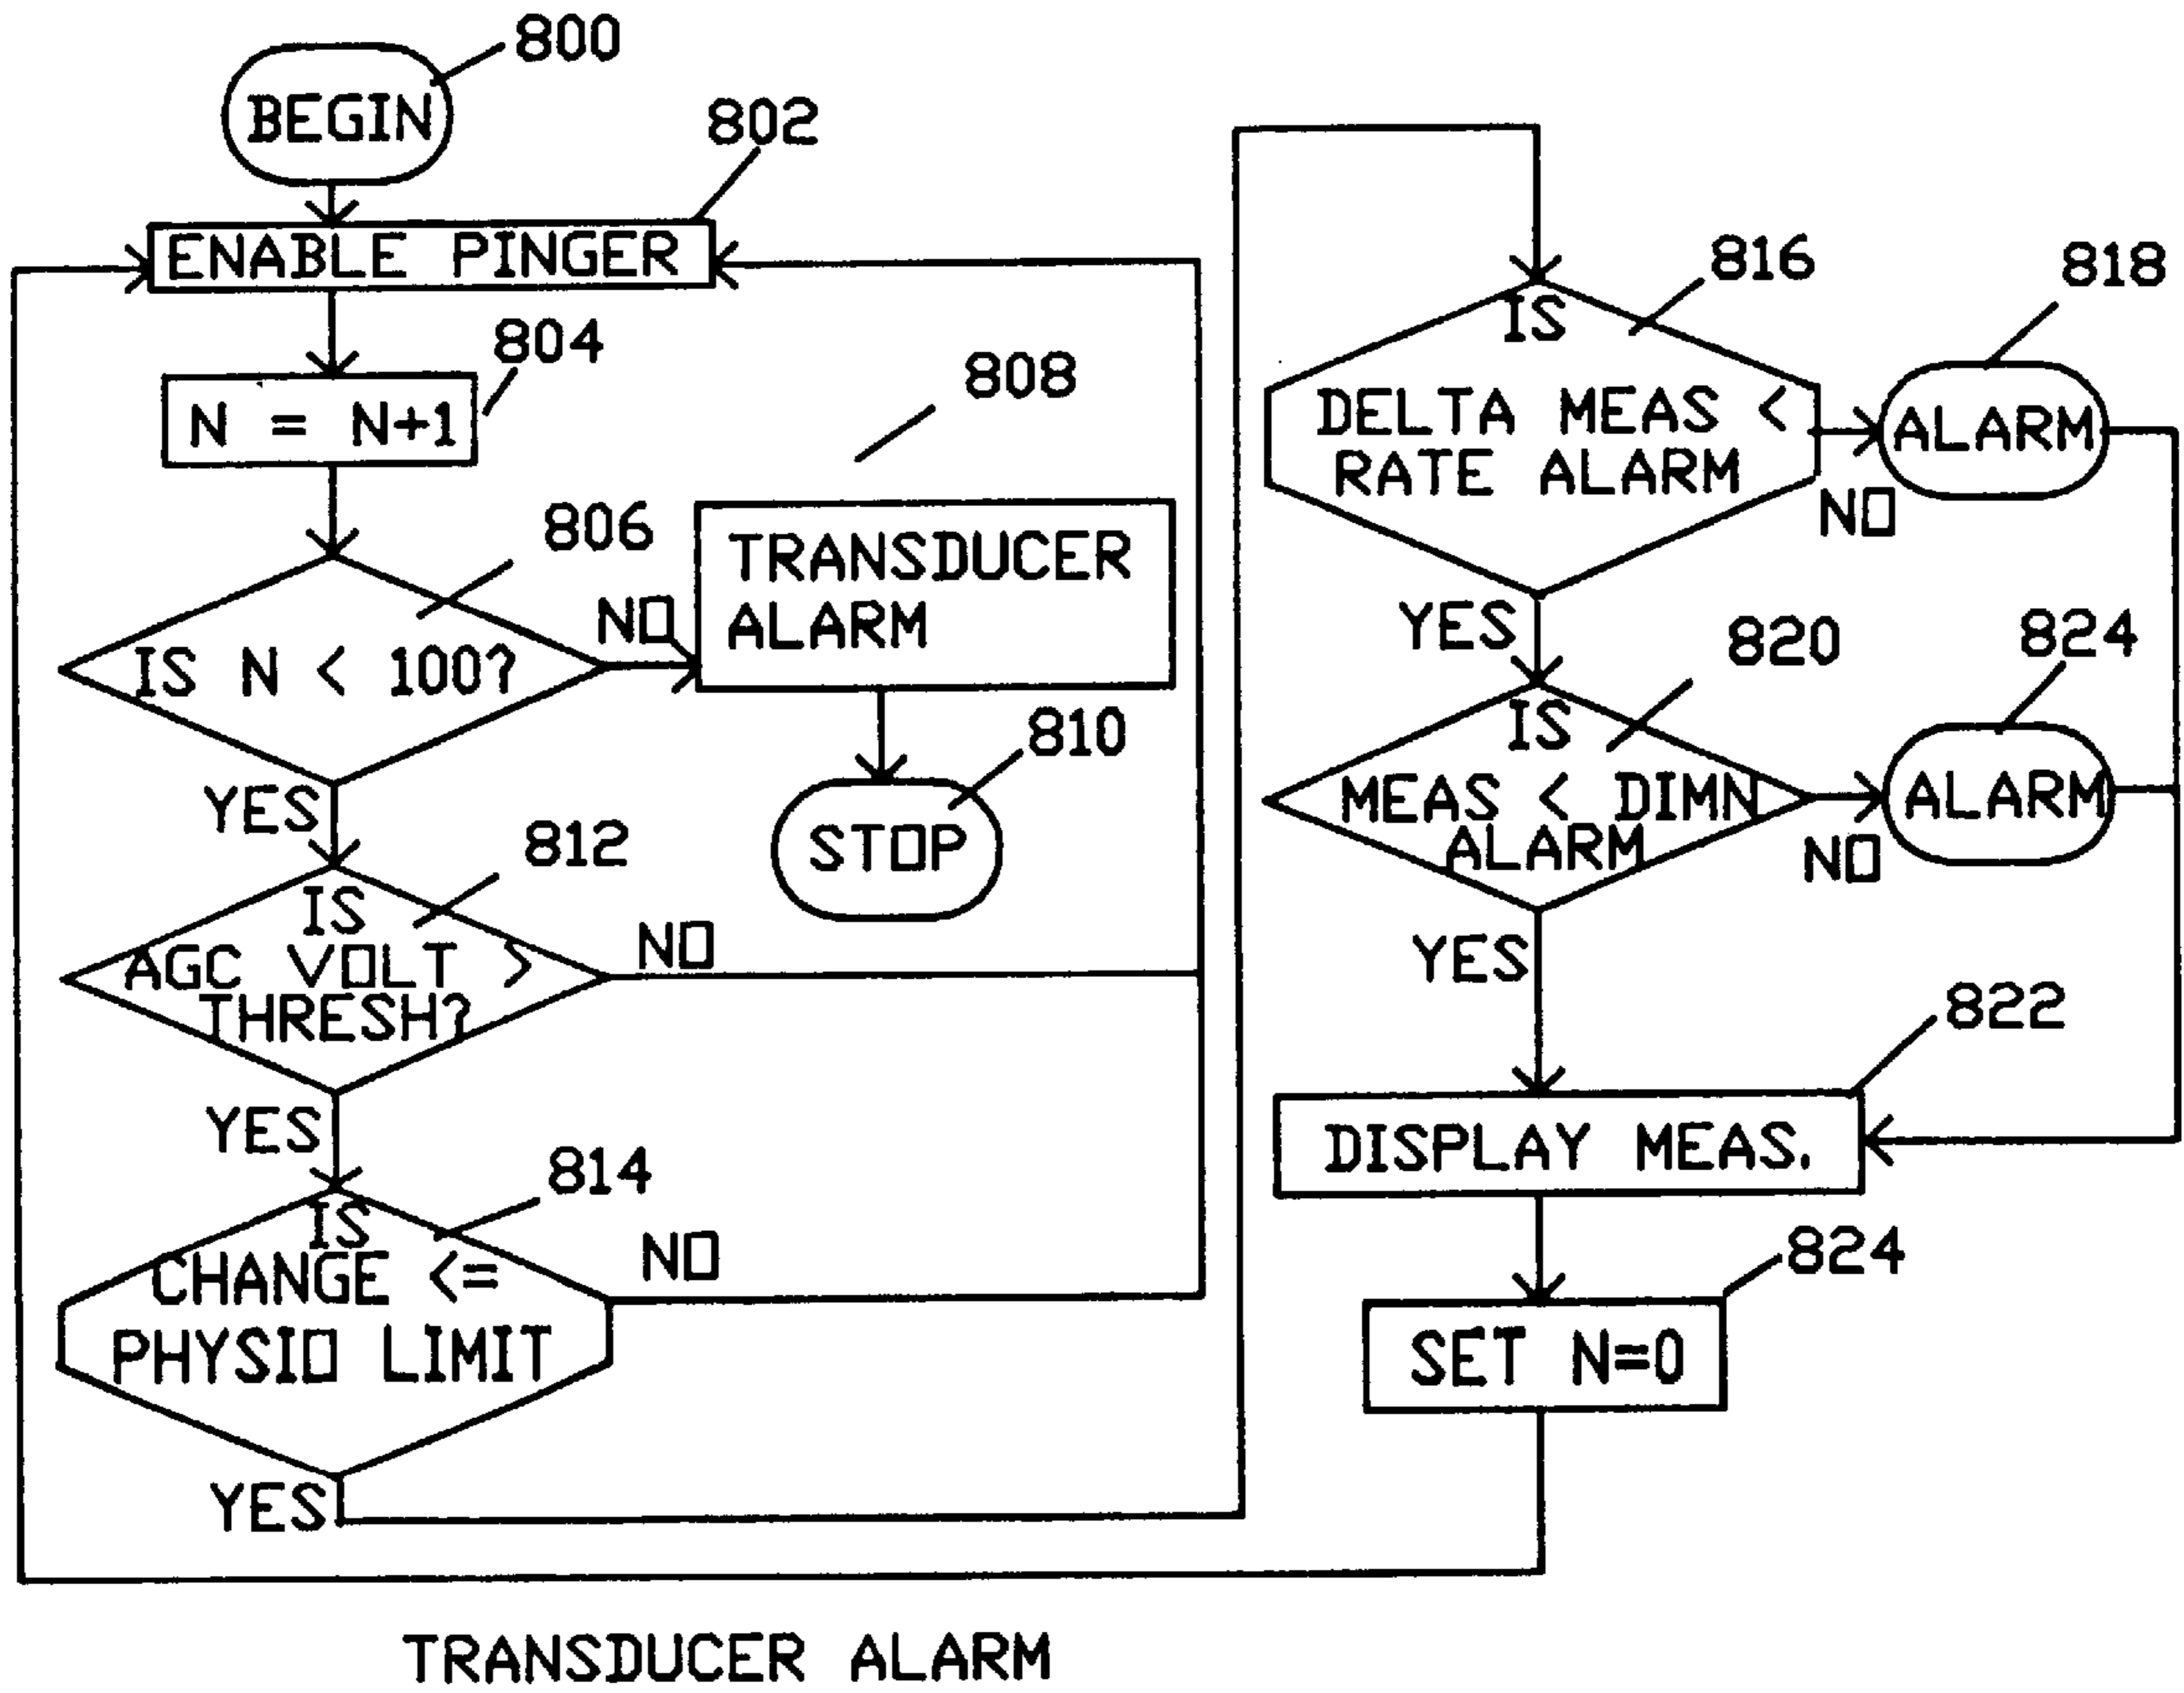 800
BEGIN
802
ENABLE PINGER
804
N = N+1
806
IS N < 100?
NO
808
TRANSDUCER
ALARM
810
STOP
YES
812
IS
AGC VOLT >
THRESH?
NO
YES
814
IS
CHANGE <=
PHYSIO LIMIT
NO
YES
816
IS
DELTA MEAS <
RATE ALARM
NO
818
ALARM
YES
820
IS
MEAS < DIMN
ALARM
NO
824
ALARM
YES
822
DISPLAY MEAS.
824
SET N=0
TRANSDUCER ALARM